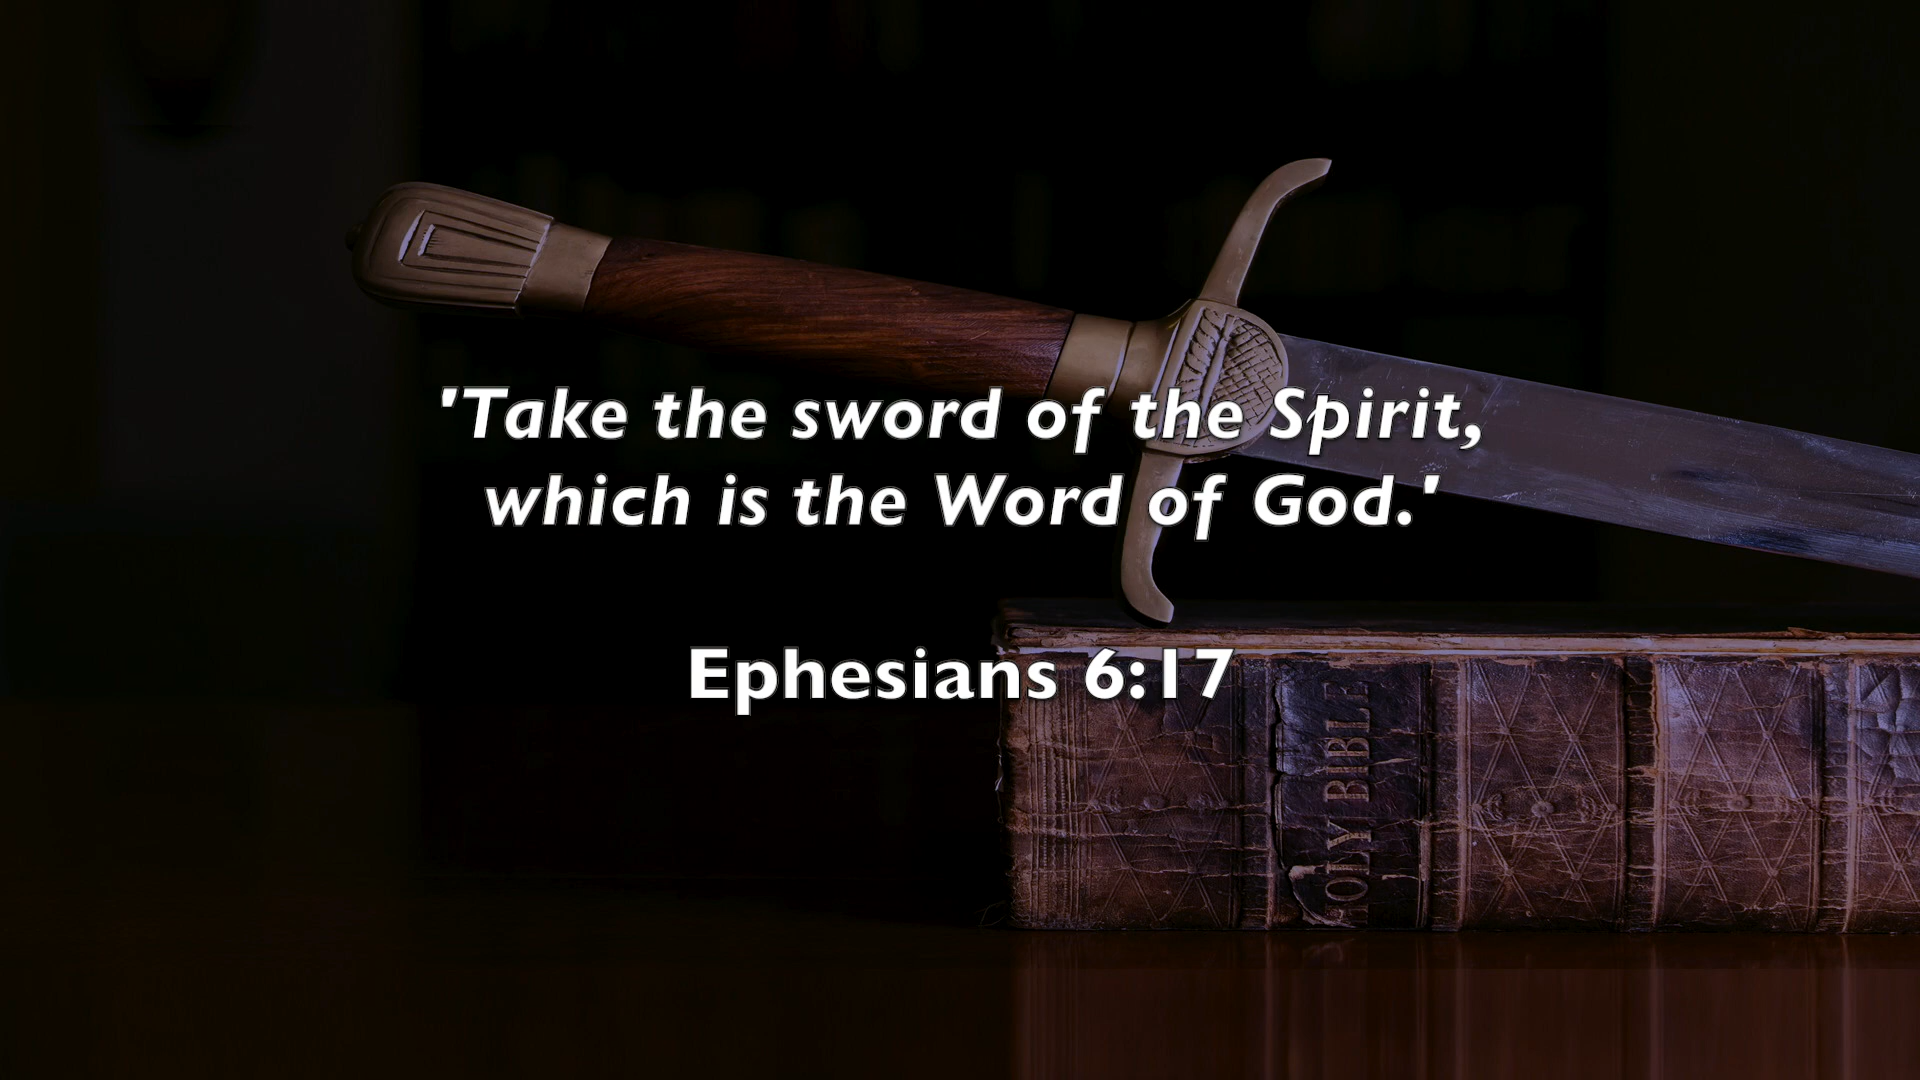 'Take the sword of the Spirit,
which is the Word of God.'
Ephesians 6:17
HOLY BIBLE